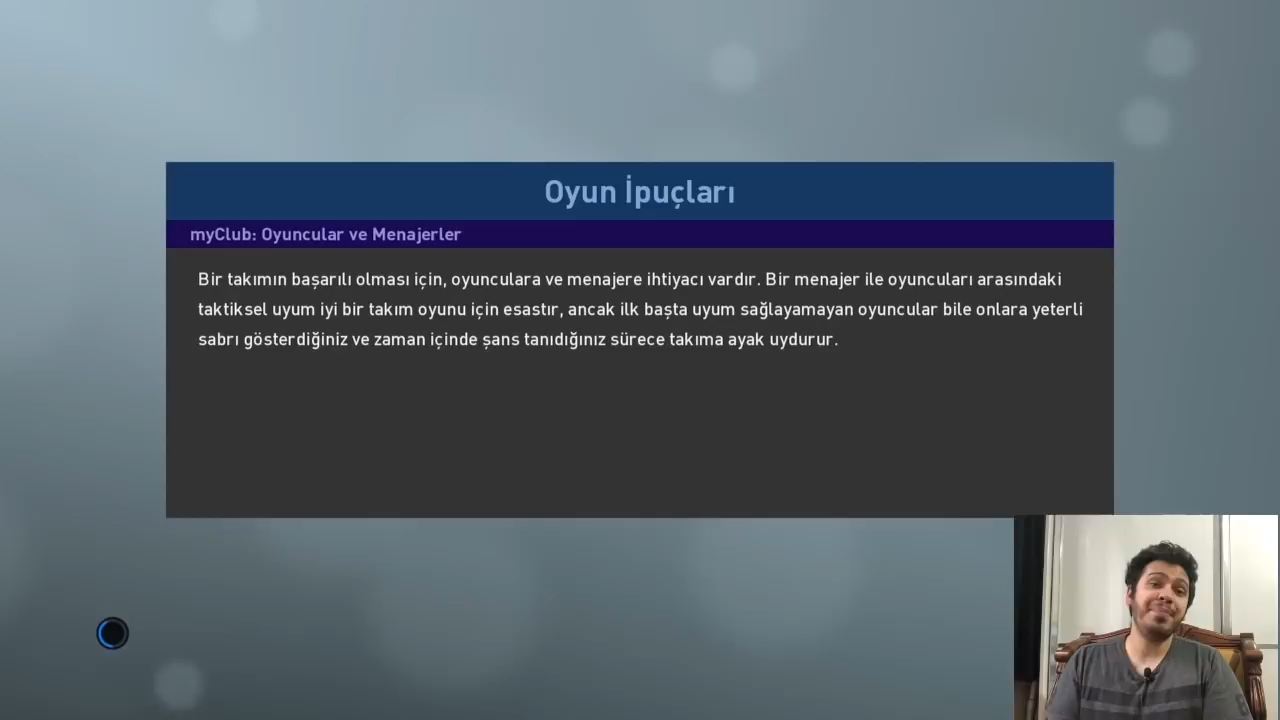 Oyun İpuçları
myClub: Oyuncular ve Menajerler
Bir takımın başarılı olması için, oyunculara ve menajere ihtiyacı vardır. Bir menajer ile oyuncuları arasındaki
taktiksel uyum iyi bir takım oyunu için esastır, ancak ilk başta uyum sağlayamayan oyuncular bile onlara yeterli
sabrı gösterdiğiniz ve zaman içinde şans tanıdığınız sürece takıma ayak uydurur.